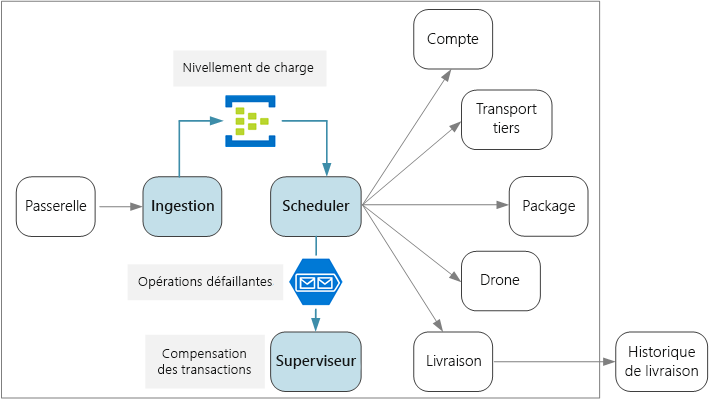 Compte
Nivellement de charge
Transport
tiers
Passerelle
Ingestion
Scheduler
Package
Opérations défaillantes
Drone
Compensation
des transactions
Superviseur
Livraison
Historique
de livraison